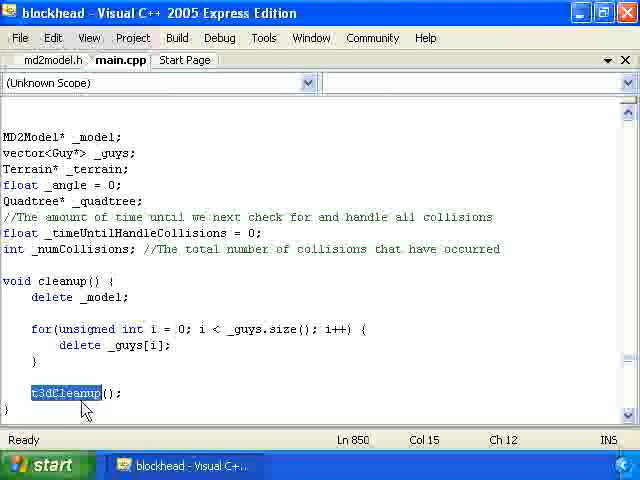 blockhead - Visual C++ 2005 Express Edition
File Edit View Project Build Debug Tools Window Community Help
md2model.h main.cpp Start Page
(Unknown Scope)
MD2Model* _model;
vector<Guy*> _guys;
Terrain* _terrain;
float _angle = 0;
Quadtree* _quadtree;
//The amount of time until we next check for and handle all collisions
float _timeUntilHandleCollisions = 0;
int _numCollisions; //The total number of collisions that have occurred
void cleanup() {
delete _model;
for(unsigned int i = 0; i < _guys.size(); i++) {
delete _guys[i];
}
t3dCleanup();
}
Ready Ln 850 Col 15 Ch 12 INS
start blockhead - Visual C++...